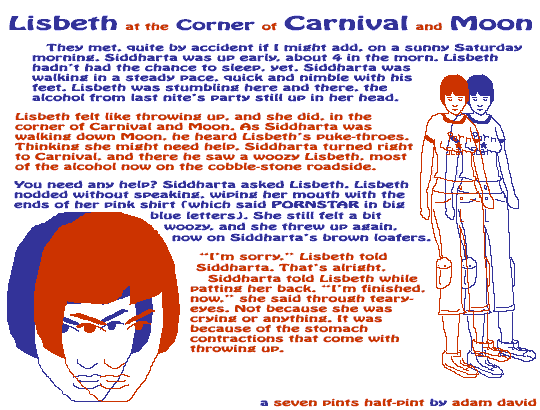 Lisbeth at the Corner of Carnival and Moon
They met, quite by accident if I might add, on a sunny Saturday
morning. Siddharta was up early, about 4 in the morn. Lisbeth
hadn't had the chance to sleep, yet. Siddharta was
walking in a steady pace, quick and nimble with his
feet. Lisbeth was stumbling here and there, the
alcohol from last nite's party still up in her head.
Lisbeth felt like throwing up, and she did, in the
corner of Carnival and Moon. As Siddharta was
walking down Moon, he heard Lisbeth's puke-throes.
Thinking she might need help, Siddharta turned right
to Carnival, and there he saw a woozy Lisbeth, most
of the alcohol now on the cobble-stone roadside.
You need any help? Siddharta asked Lisbeth. Lisbeth
nodded without speaking, wiping her mouth with the
ends of her pink shirt (which said PORNSTAR in big
blue letters). She still felt a bit
woozy, and she threw up again,
now on Siddharta's brown loafers.
"I'm sorry," Lisbeth told
Siddharta. That's alright,
Siddharta told Lisbeth while
patting her back. "I'm finished,
now," she said through teary-
eyes. Not because she was
crying or anything. It was
because of the stomach
contractions that come with
throwing up.
Porn
star
Porn
star
a seven pints half-pint by adam david